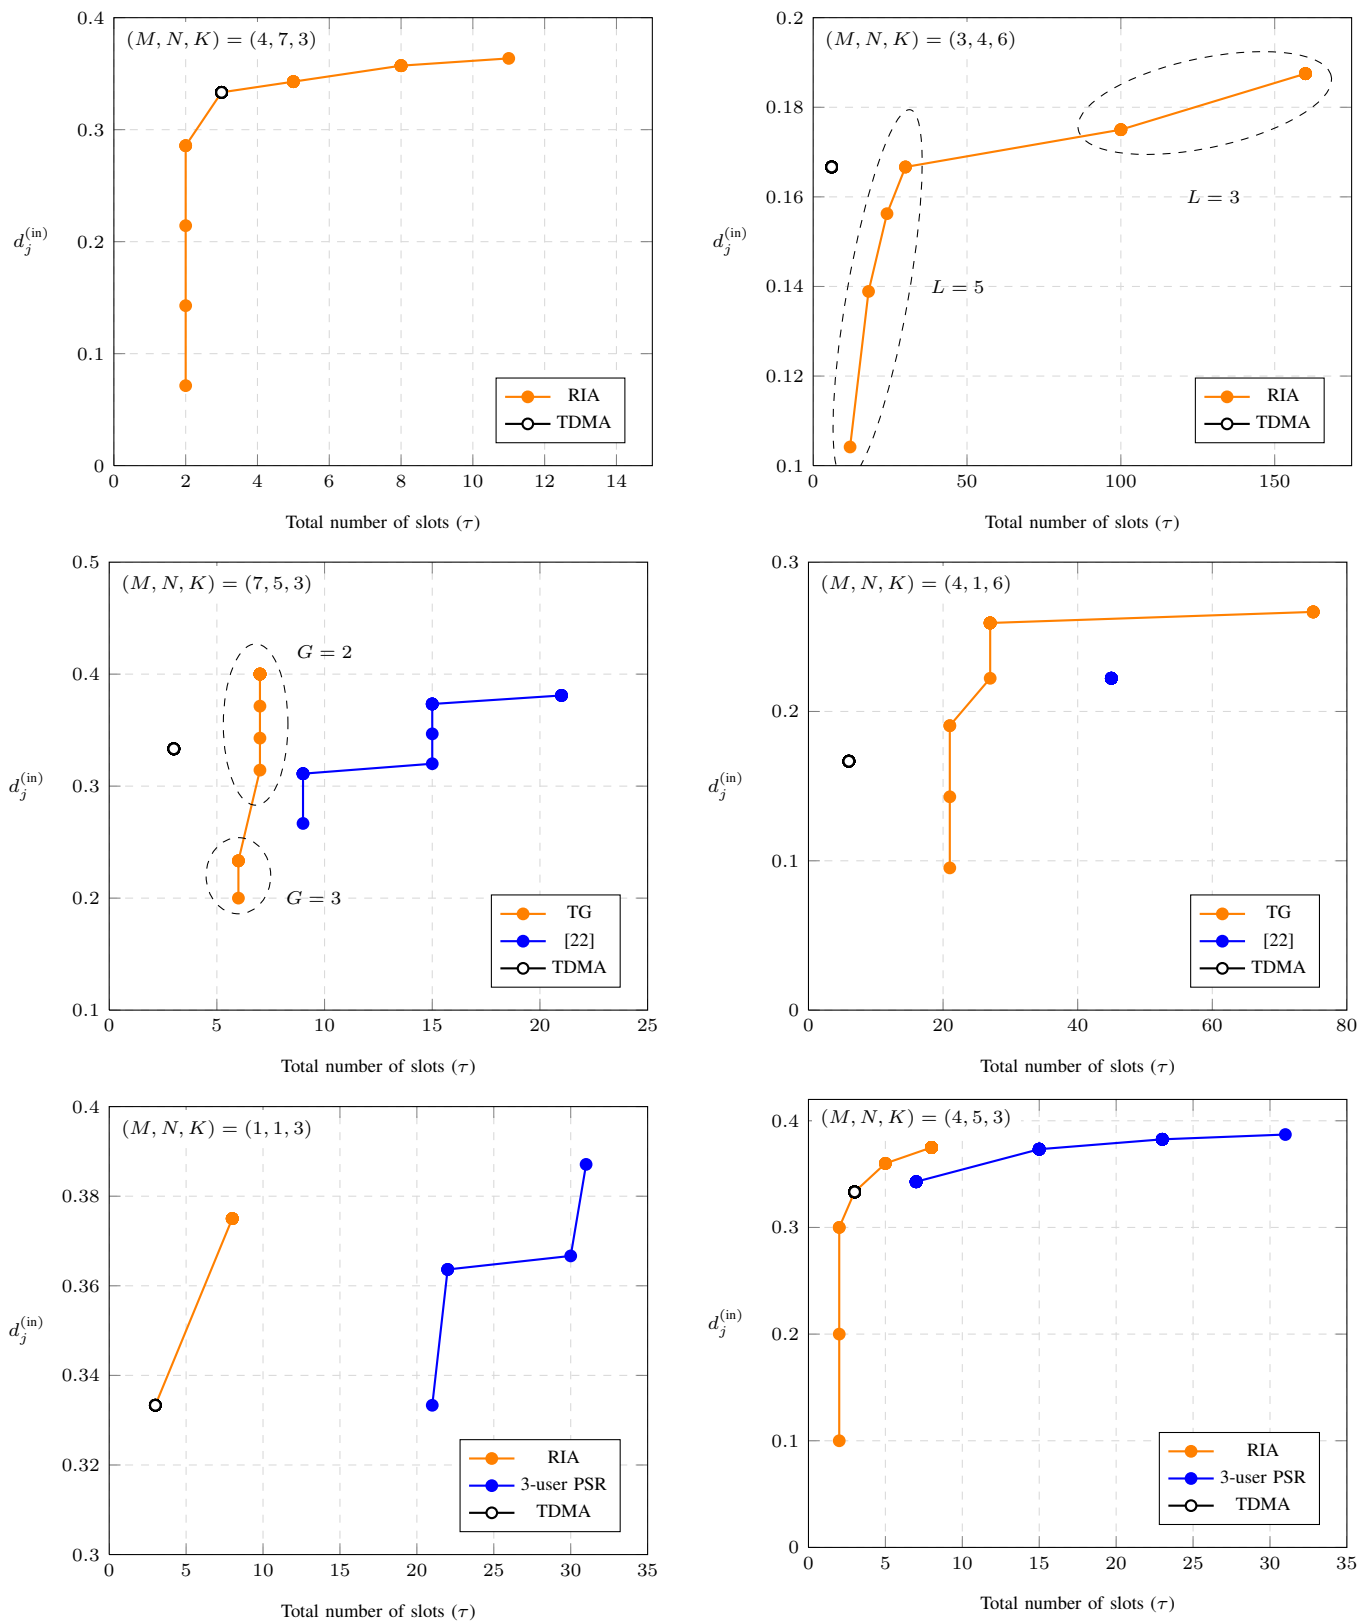 (M, N, K) = (4, 7, 3)
0.4
0.3
0.2
0.1
0
d_j^(in)
0 2 4 6 8 10 12 14
Total number of slots (τ)
RIA
TDMA
(M, N, K) = (3, 4, 6)
0.2
0.18
0.16
0.14
0.12
0.1
d_j^(in)
L = 3
L = 5
0 50 100 150
Total number of slots (τ)
RIA
TDMA
(M, N, K) = (7, 5, 3)
0.5
0.4
0.3
0.2
0.1
d_j^(in)
G = 2
G = 3
0 5 10 15 20 25
Total number of slots (τ)
TG
[22]
TDMA
(M, N, K) = (4, 1, 6)
0.3
0.2
0.1
0
d_j^(in)
0 20 40 60 80
Total number of slots (τ)
TG
[22]
TDMA
(M, N, K) = (1, 1, 3)
0.4
0.38
0.36
0.34
0.32
0.3
d_j^(in)
0 5 10 15 20 25 30 35
Total number of slots (τ)
RIA
3-user PSR
TDMA
(M, N, K) = (4, 5, 3)
0.4
0.3
0.2
0.1
0
d_j^(in)
0 5 10 15 20 25 30 35
Total number of slots (τ)
RIA
3-user PSR
TDMA